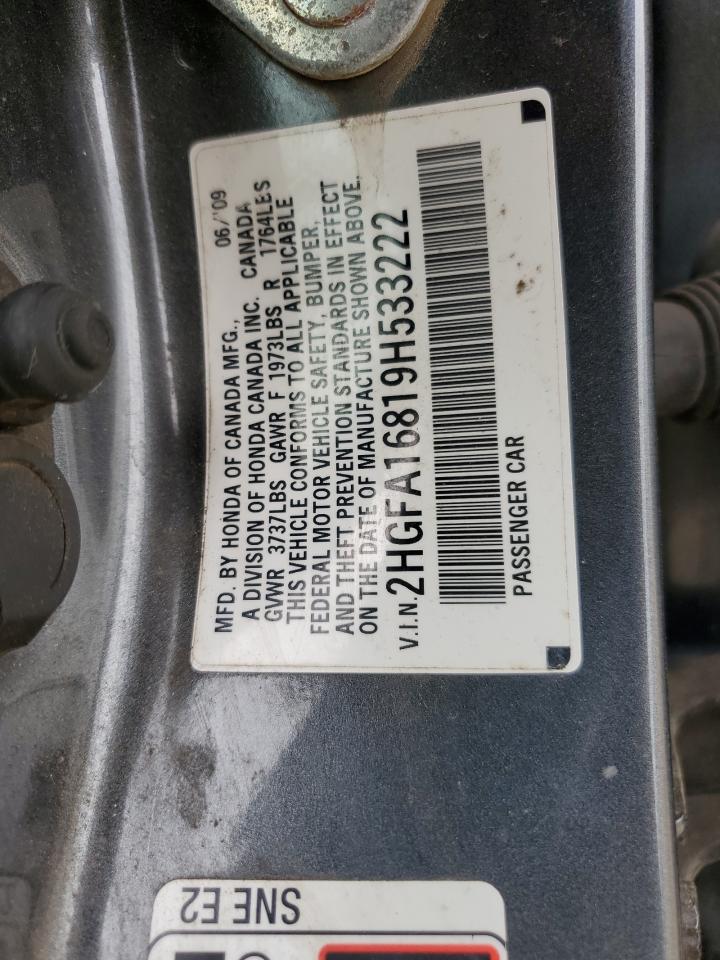 MFD. BY HONDA OF CANADA MFG., 06/'09
A DIVISION OF HONDA CANADA INC. CANADA
GVWR 3737LBS GAWR F 1973LBS R 1764LBS
THIS VEHICLE CONFORMS TO ALL APPLICABLE
FEDERAL MOTOR VEHICLE SAFETY, BUMPER,
AND THEFT PREVENTION STANDARDS IN EFFECT
ON THE DATE OF MANUFACTURE SHOWN ABOVE.
V.I.N. 2HGFA16819H533222
PASSENGER CAR
SNE E2